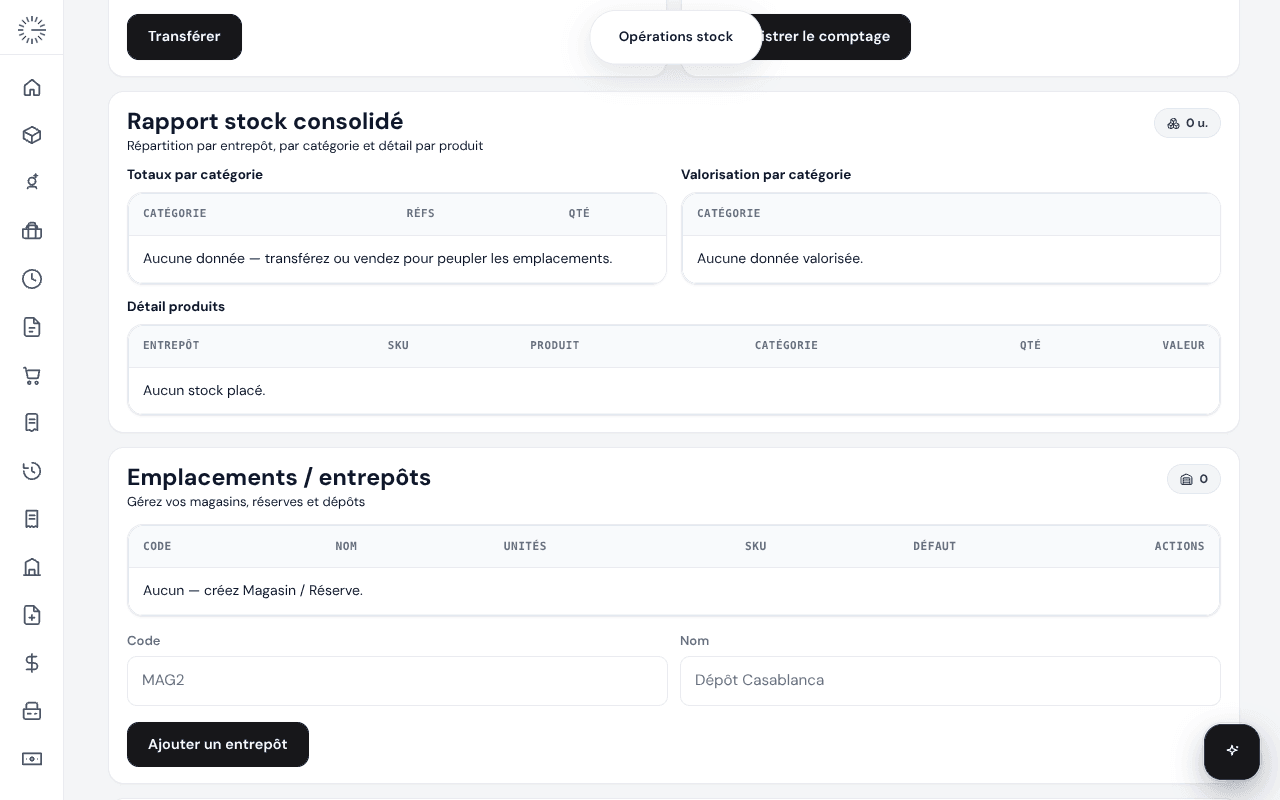 Transférer
Opérations stock
istrer le comptage
Rapport stock consolidé
0 u.
Répartition par entrepôt, par catégorie et détail par produit
Totaux par catégorie
CATÉGORIE RÉFS QTÉ
Aucune donnée — transférez ou vendez pour peupler les emplacements.
Valorisation par catégorie
CATÉGORIE
Aucune donnée valorisée.
Détail produits
ENTREPÔT SKU PRODUIT CATÉGORIE QTÉ VALEUR
Aucun stock placé.
Emplacements / entrepôts
0
Gérez vos magasins, réserves et dépôts
CODE NOM UNITÉS SKU DÉFAUT ACTIONS
Aucun — créez Magasin / Réserve.
Code
MAG2
Nom
Dépôt Casablanca
Ajouter un entrepôt